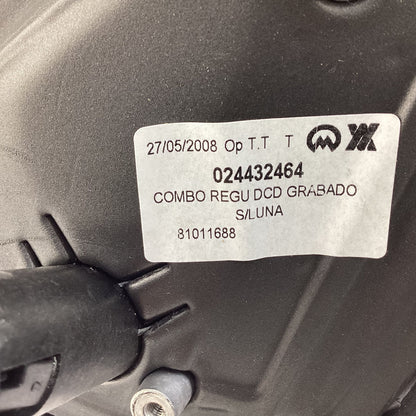 27/05/2008 Op T.T T
024432464
COMBO REGU DCD GRABADO
S/LUNA
81011688